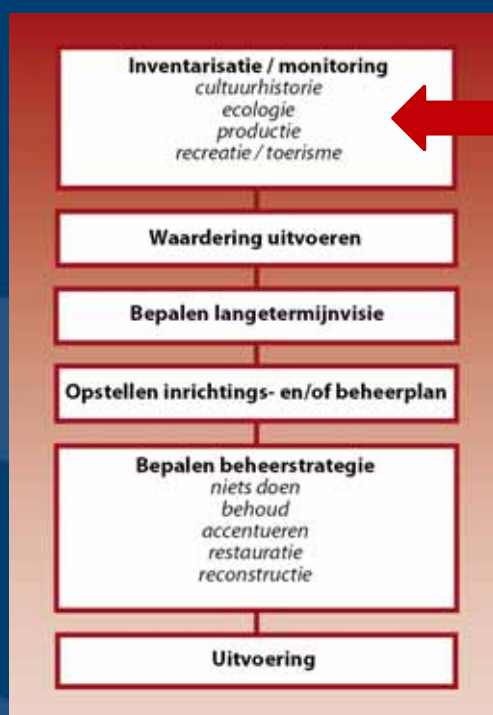 Inventarisatie / monitoring
cultuurhistorie
ecologie
productie
recreatie / toerisme
Waardering uitvoeren
Bepalen langetermijnvisie
Opstellen inrichtings- en/of beheerplan
Bepalen beheerstrategie
niets doen
behoud
accentueren
restauratie
reconstructie
Uitvoering